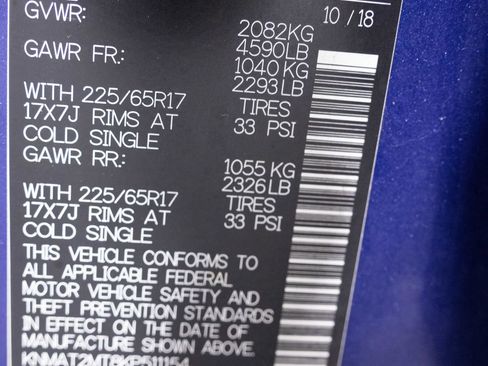 10 / 18
GVWR: 2082KG
4590LB
GAWR FR: 1040 KG
2293 LB
WITH 225/65R17 TIRES
17X7J RIMS AT 33 PSI
COLD SINGLE
GAWR RR: 1055 KG
2326 LB
WITH 225/65R17 TIRES
17X7J RIMS AT 33 PSI
COLD SINGLE
THIS VEHICLE CONFORMS TO
ALL APPLICABLE FEDERAL
MOTOR VEHICLE SAFETY AND
THEFT PREVENTION STANDARDS
IN EFFECT ON THE DATE OF
MANUFACTURE SHOWN ABOVE.
KNMAT2MT8KP511154